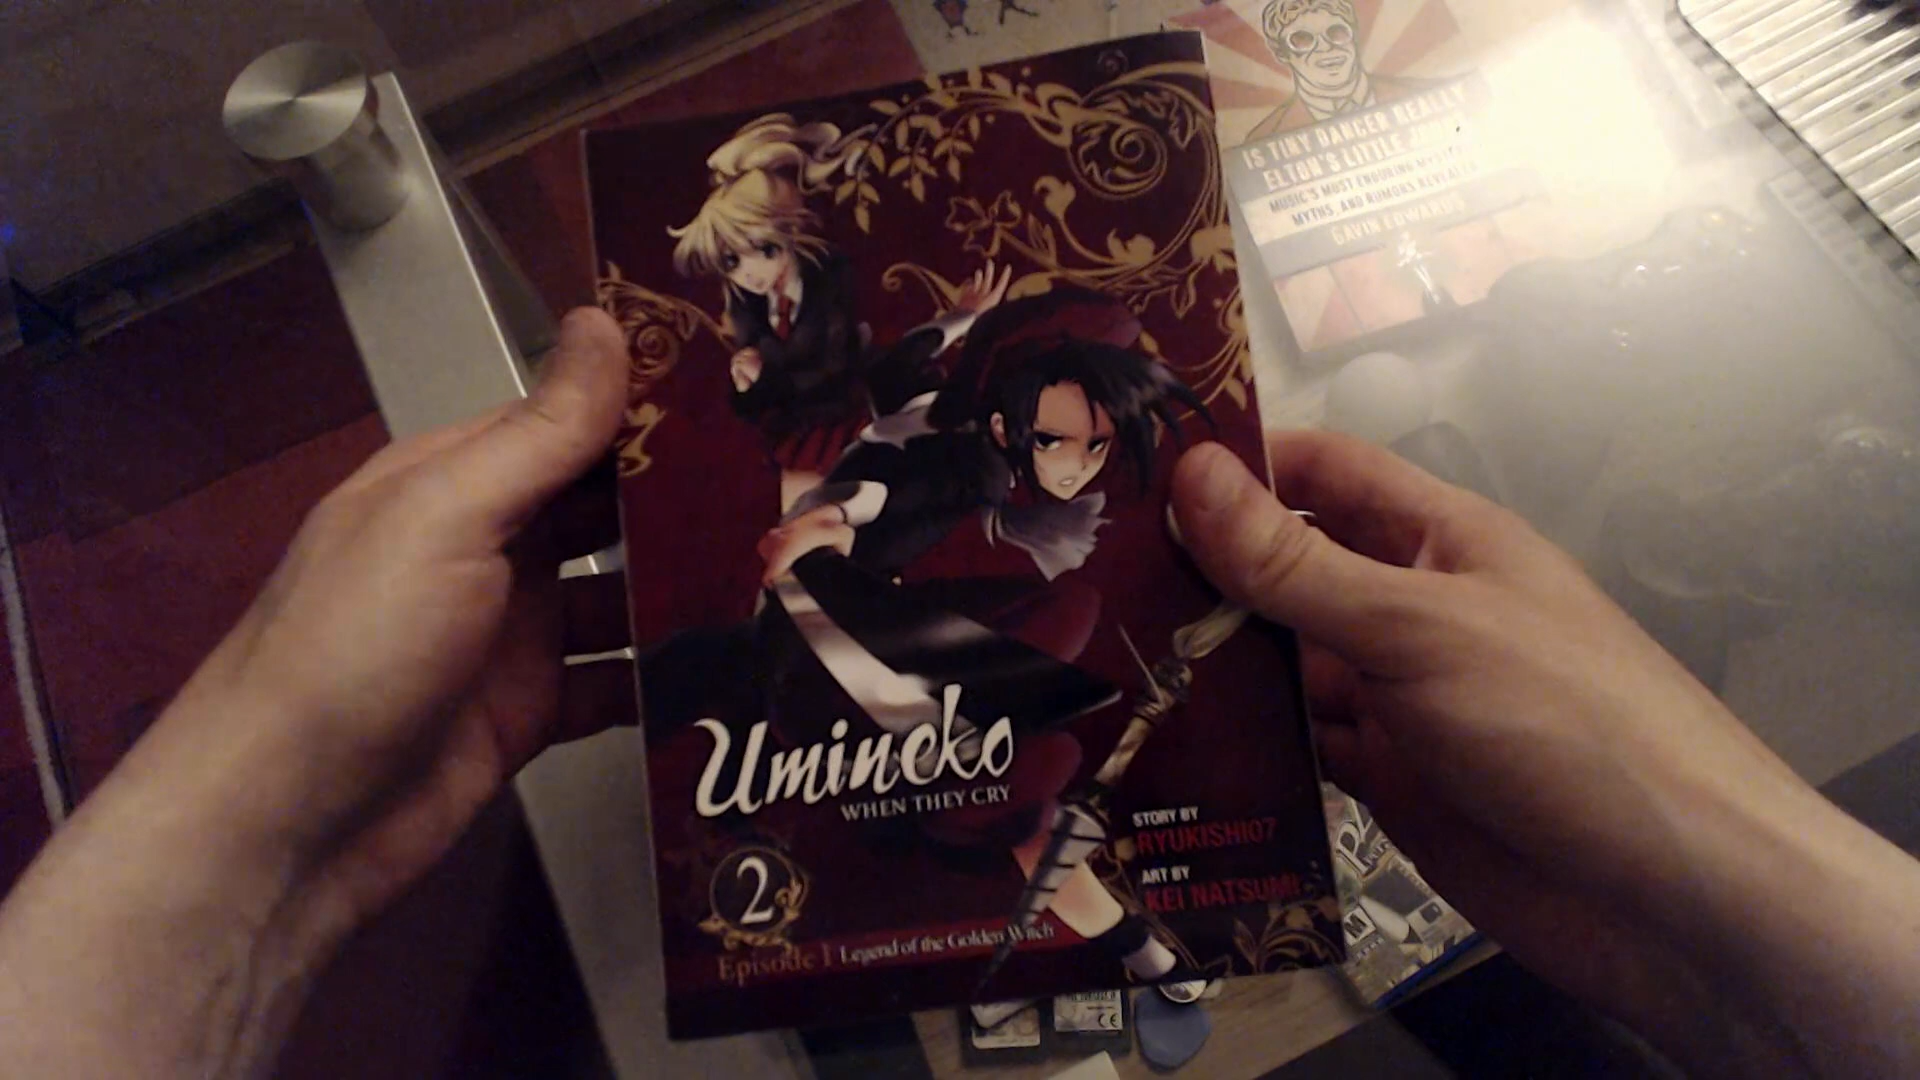 Umineko
WHEN THEY CRY
2
Episode 1 Legend of the Golden Witch
STORY BY
RYUKISHI07
ART BY
KEI NATSUMI
IS TINY DANCER REALLY
ELTON'S LITTLE JOHN?
MUSIC'S MOST ENDURING MYSTERIES,
MYTHS, AND RUMORS REVEALED
GAVIN EDWARDS
M
CE